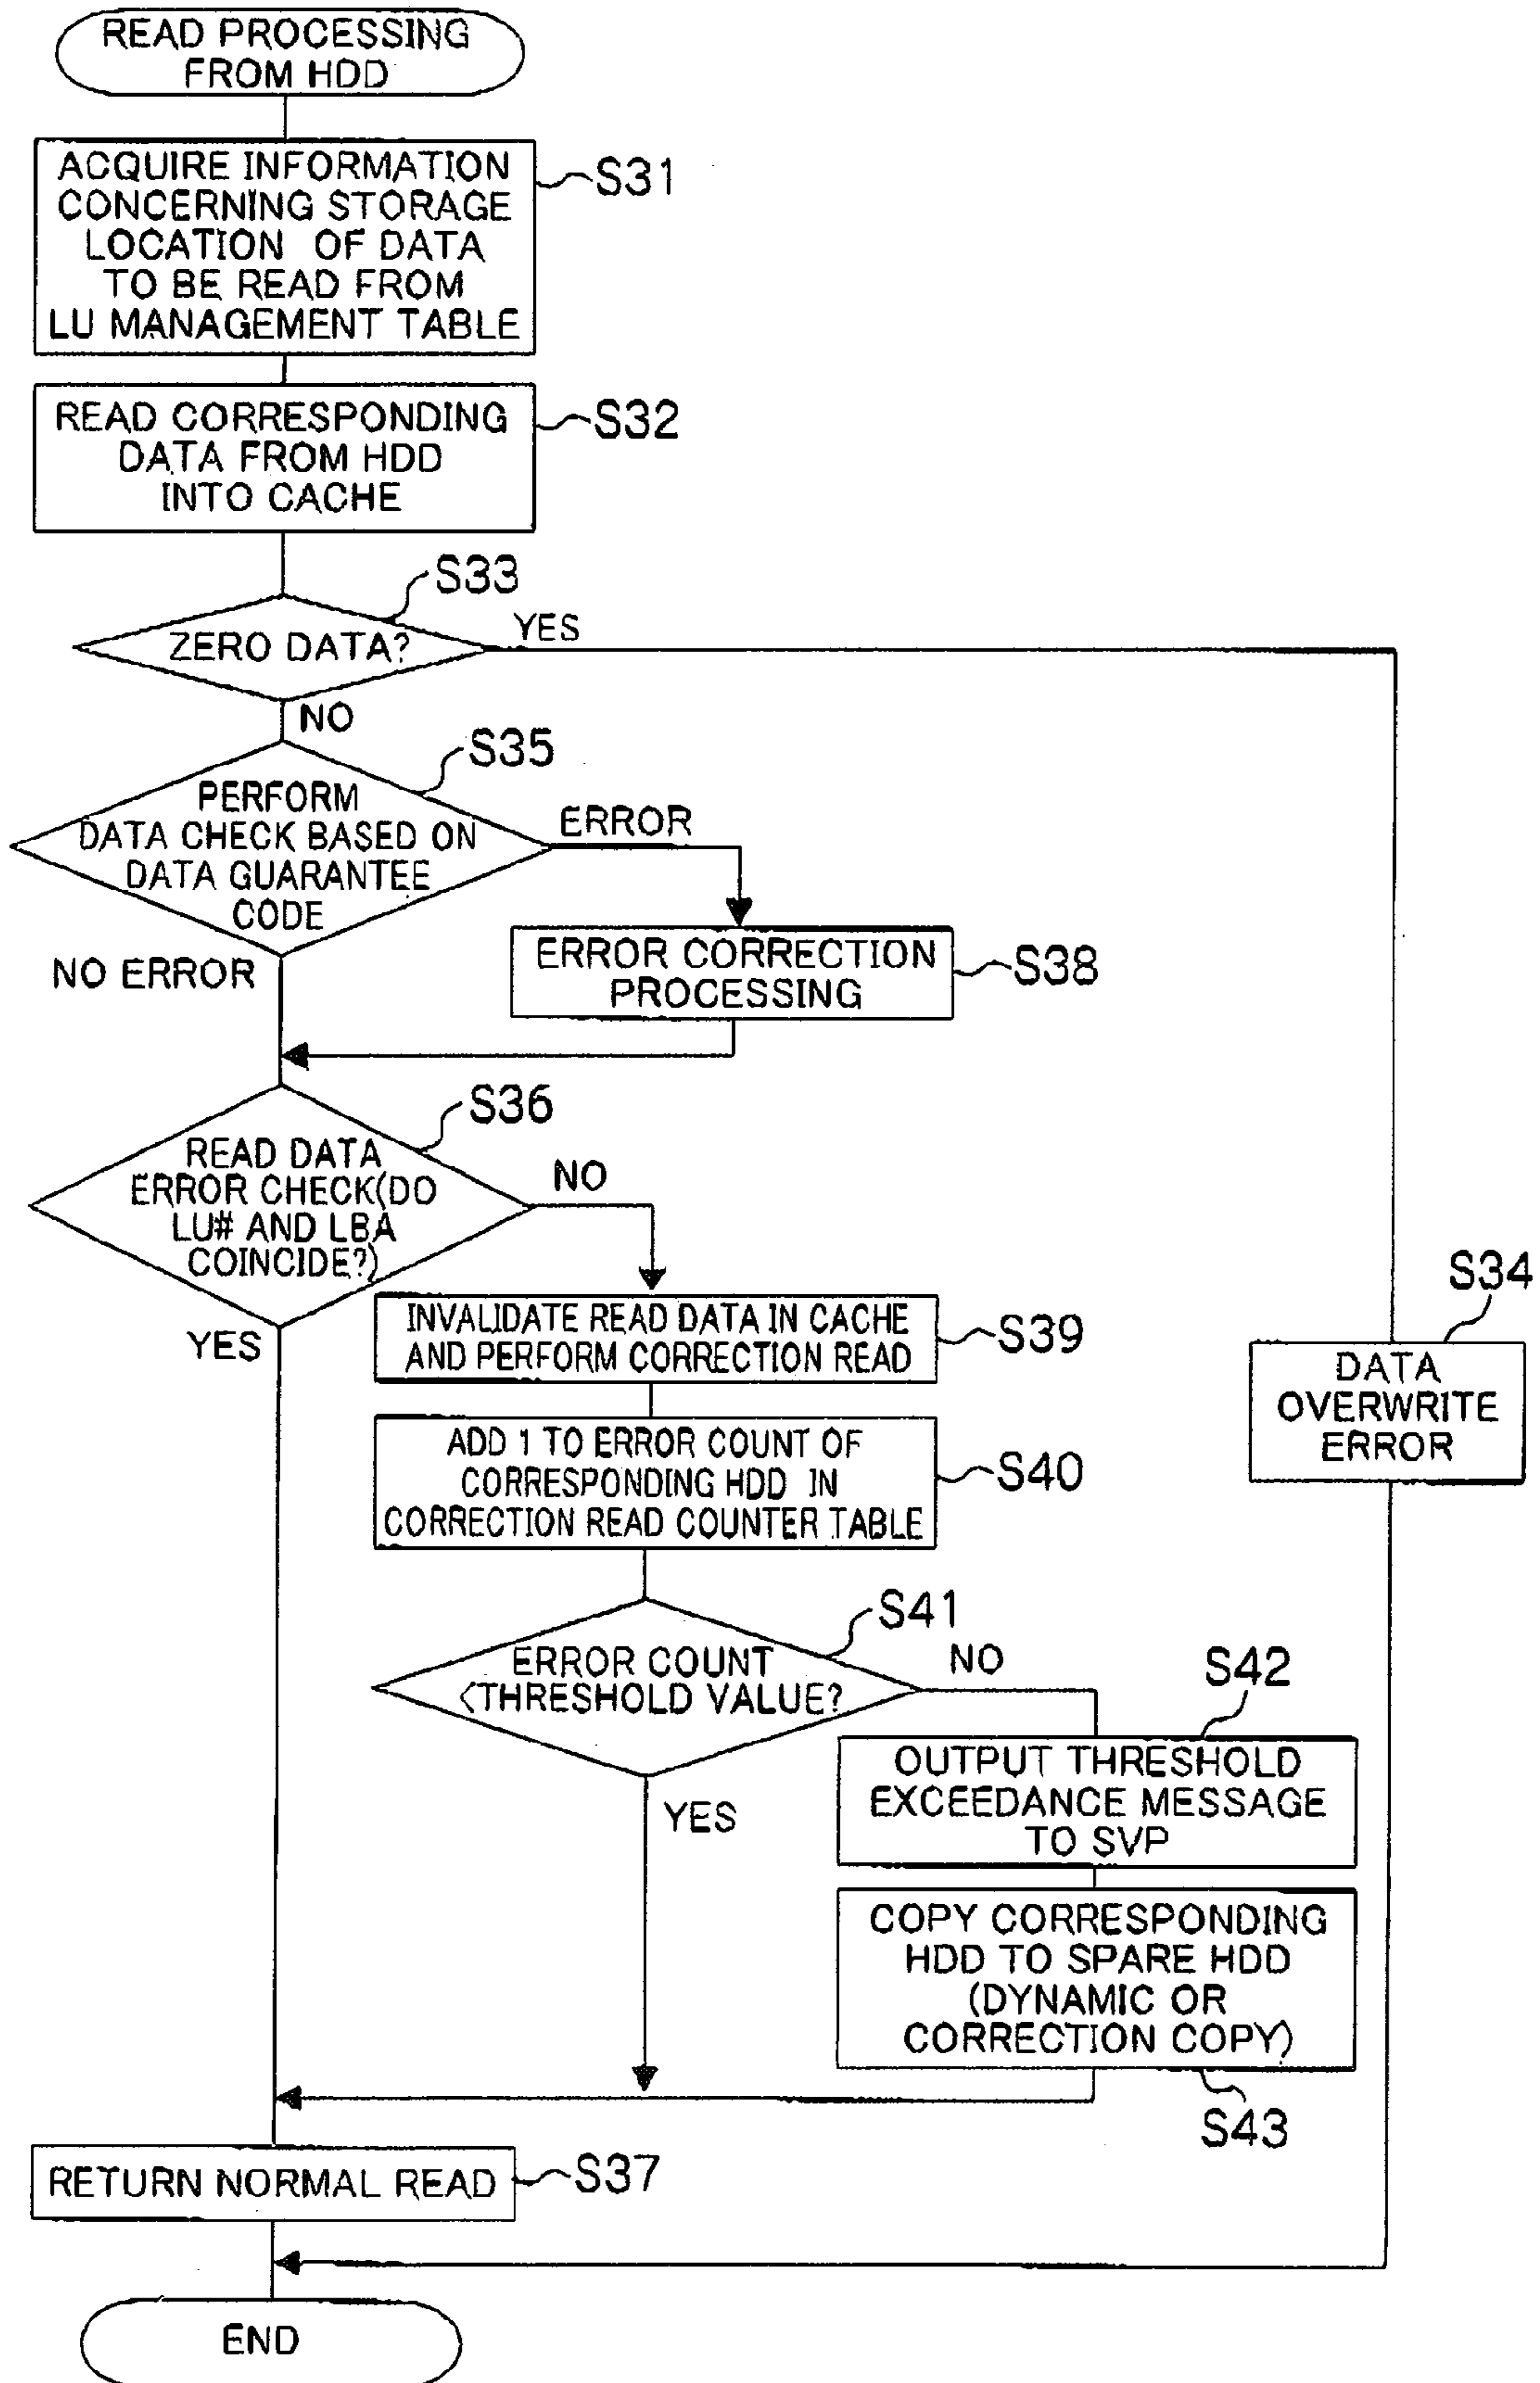 READ PROCESSING
FROM HDD
ACQUIRE INFORMATION
CONCERNING STORAGE
LOCATION OF DATA
TO BE READ FROM
LU MANAGEMENT TABLE
S31
READ CORRESPONDING
DATA FROM HDD
INTO CACHE
S32
S33
ZERO DATA?
YES
NO
S35
PERFORM
DATA CHECK BASED ON
DATA GUARANTEE
CODE
ERROR
NO ERROR
ERROR CORRECTION
PROCESSING
S38
S36
READ DATA
ERROR CHECK(DO
LU# AND LBA
COINCIDE?)
NO
YES
S34
DATA
OVERWRITE
ERROR
INVALIDATE READ DATA IN CACHE
AND PERFORM CORRECTION READ
S39
ADD 1 TO ERROR COUNT OF
CORRESPONDING HDD IN
CORRECTION READ COUNTER TABLE
S40
S41
ERROR COUNT
<THRESHOLD VALUE?
NO
YES
S42
OUTPUT THRESHOLD
EXCEEDANCE MESSAGE
TO SVP
COPY CORRESPONDING
HDD TO SPARE HDD
(DYNAMIC OR
CORRECTION COPY)
S43
RETURN NORMAL READ
S37
END